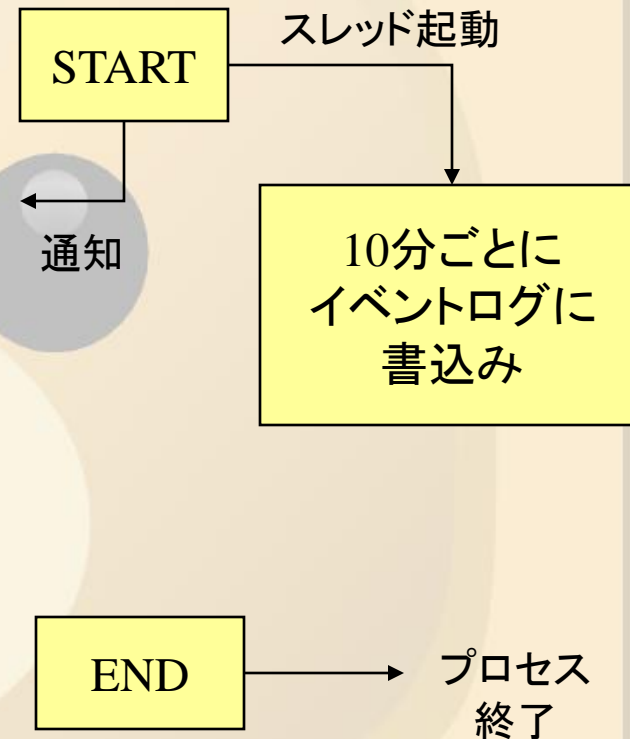 スレッド起動
START
通知
10分ごとに
イベントログに
書込み
END
プロセス
終了